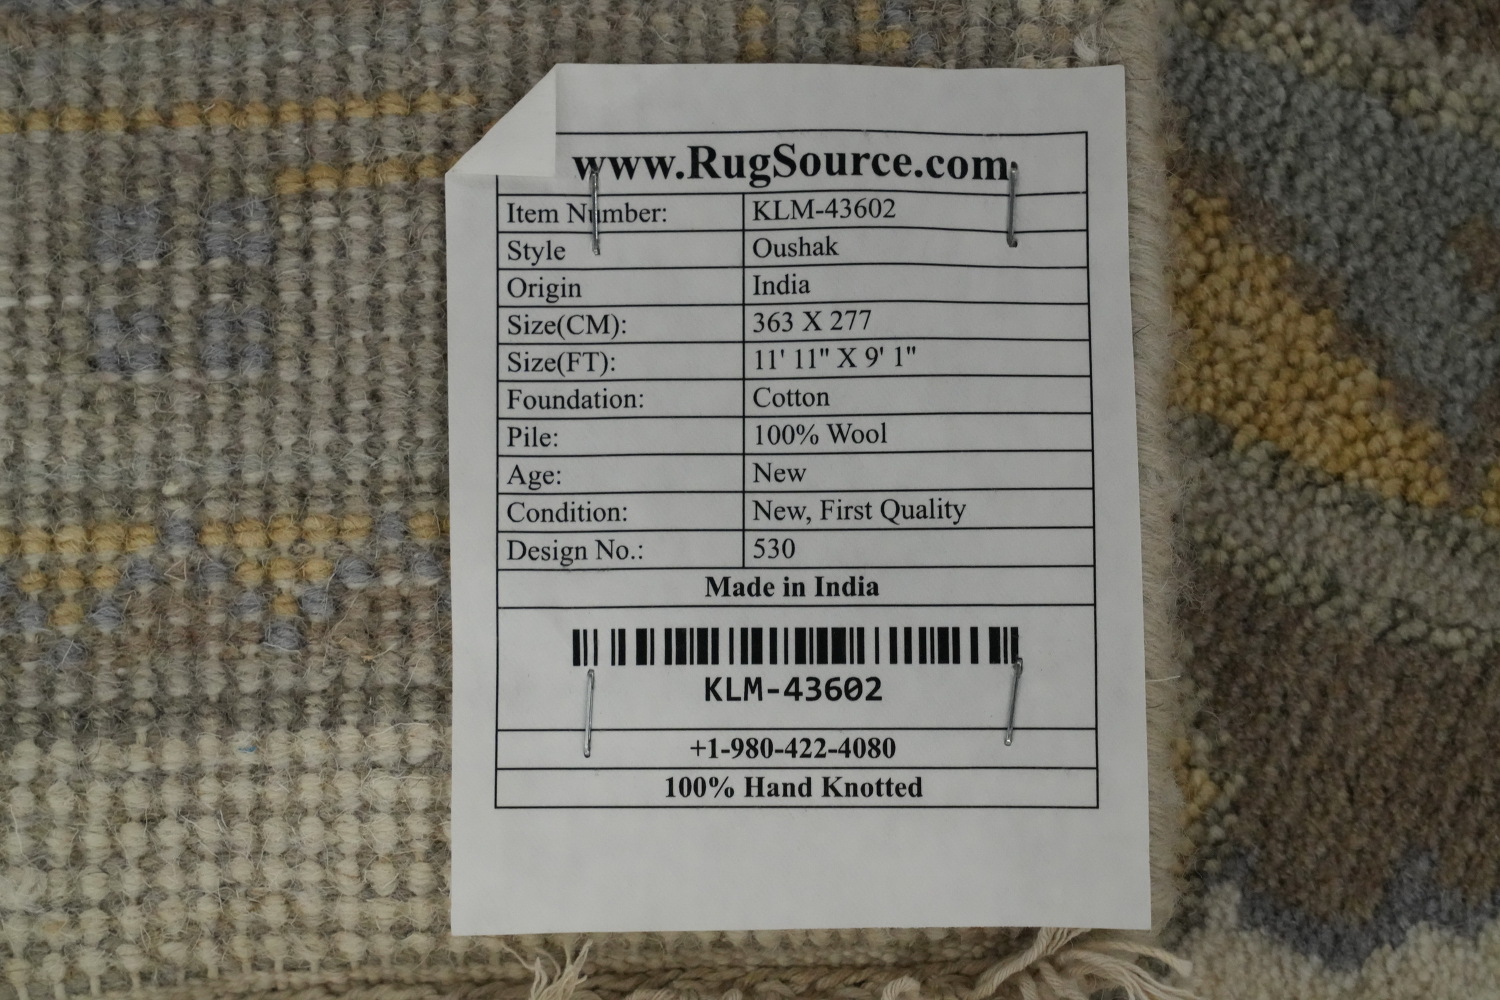 www.RugSource.com
Item Number: KLM-43602
Style Oushak
Origin India
Size(CM): 363 X 277
Size(FT): 11' 11" X 9' 1"
Foundation: Cotton
Pile: 100% Wool
Age: New
Condition: New, First Quality
Design No.: 530
Made in India
KLM-43602
+1-980-422-4080
100% Hand Knotted